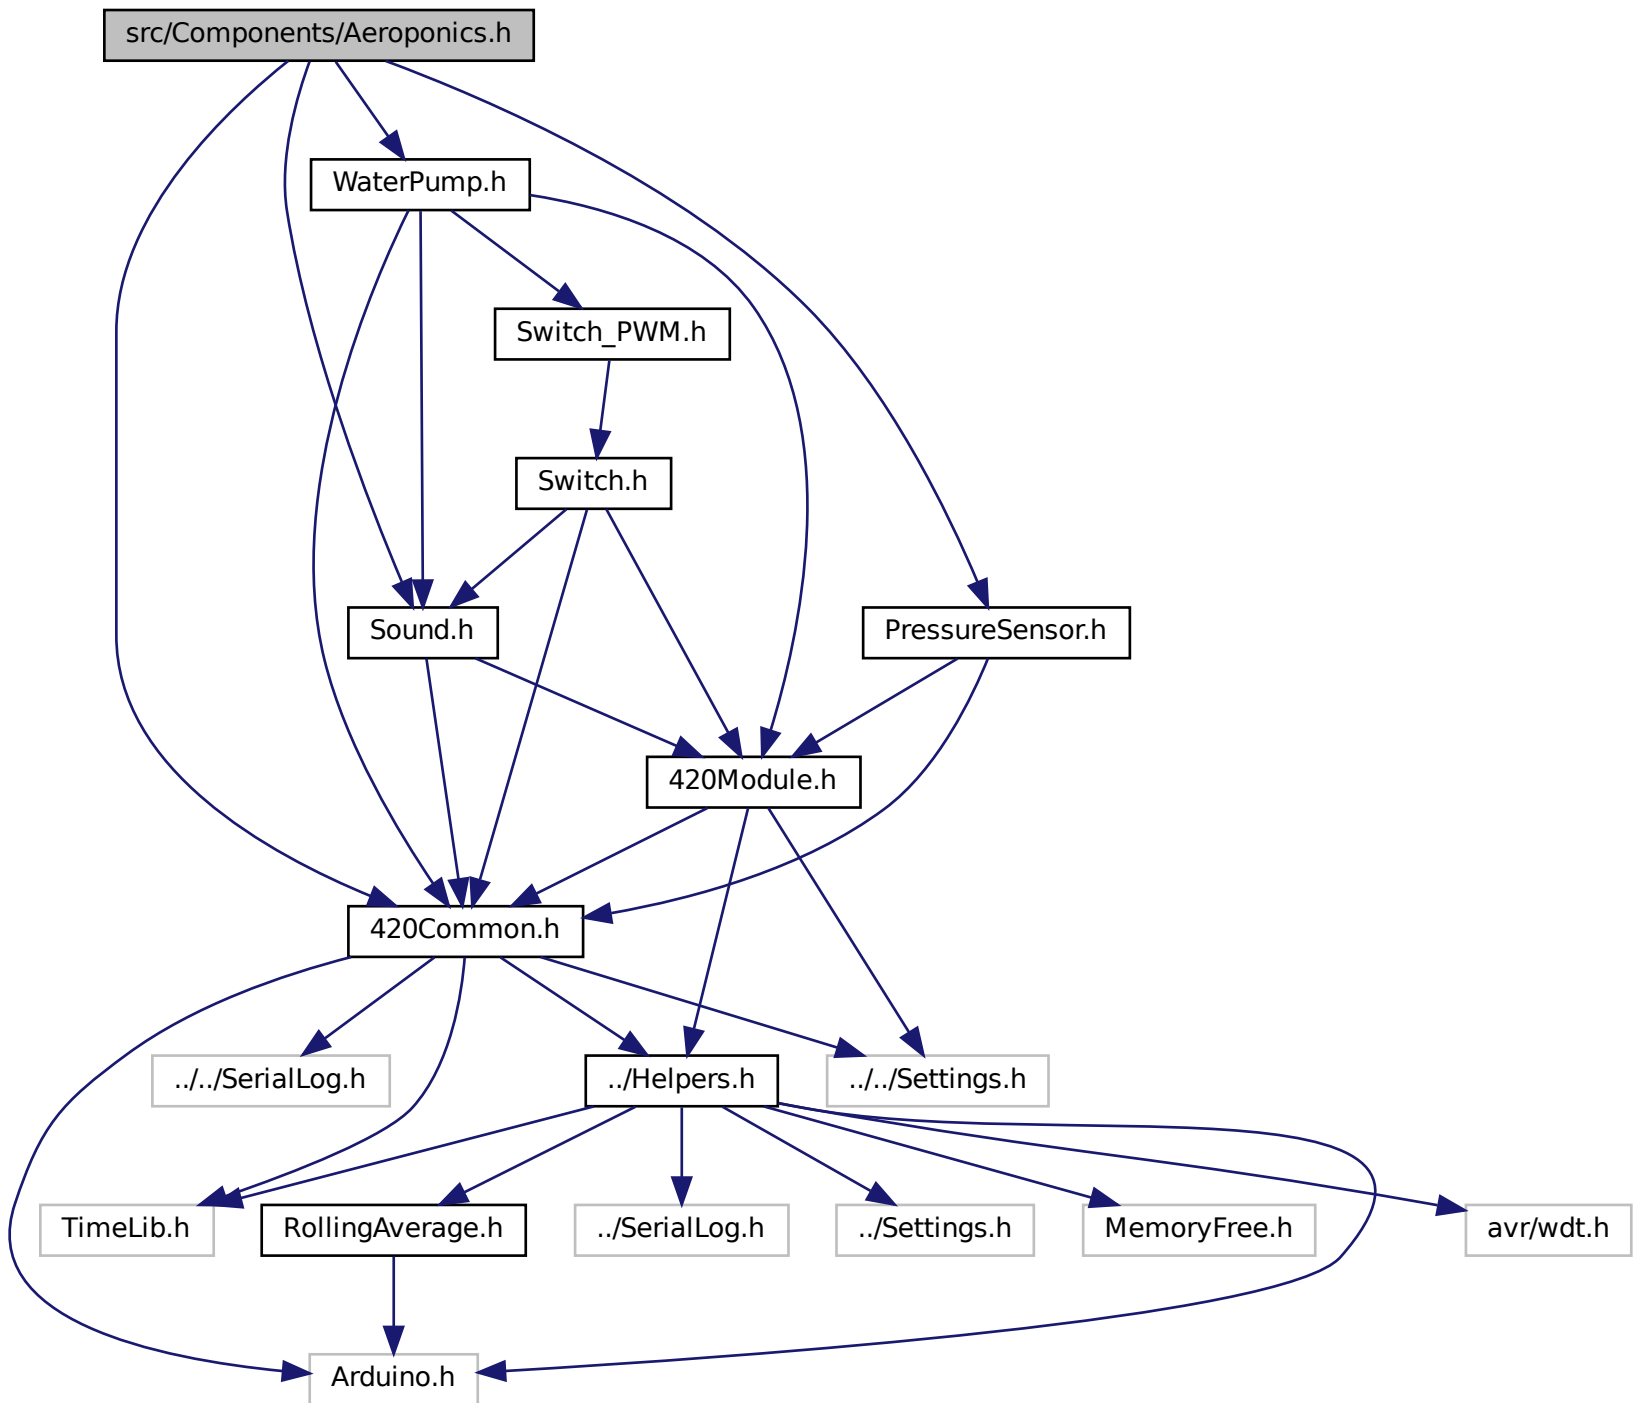 src/Components/Aeroponics.h
WaterPump.h
Switch_PWM.h
Switch.h
Sound.h
PressureSensor.h
420Module.h
420Common.h
../../SerialLog.h
../Helpers.h
../../Settings.h
TimeLib.h
RollingAverage.h
../SerialLog.h
../Settings.h
MemoryFree.h
avr/wdt.h
Arduino.h